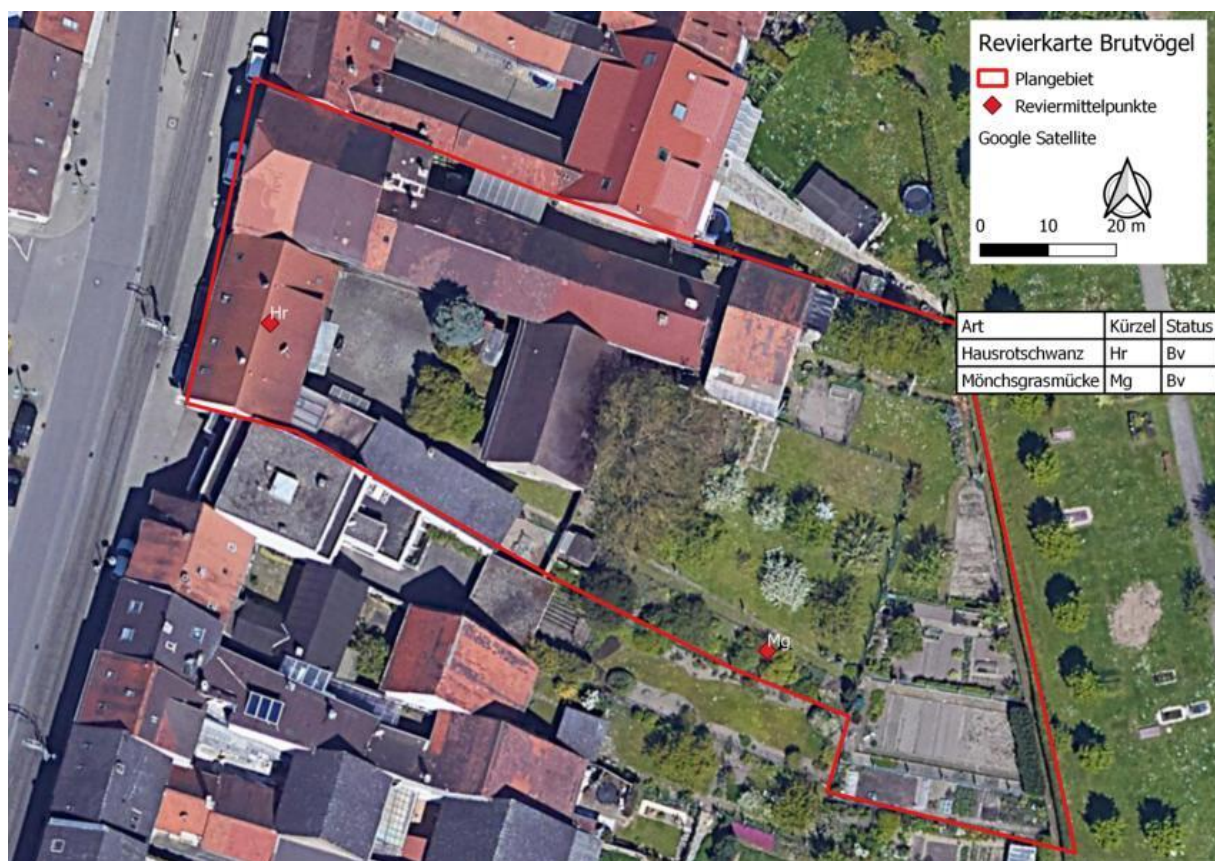 Revierkarte Brutvögel
Plangebiet
Reviermittelpunkte
Google Satellite
0 10 20 m
Art Kürzel Status
Hausrotschwanz Hr Bv
Mönchsgrasmücke Mg Bv
Hr
Mg